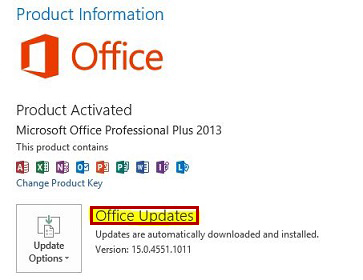 Product Information
Office
Product Activated
Microsoft Office Professional Plus 2013
This product contains
Change Product Key
Office Updates
Updates are automatically downloaded and installed.
Version: 15.0.4551.1011
Update
Options